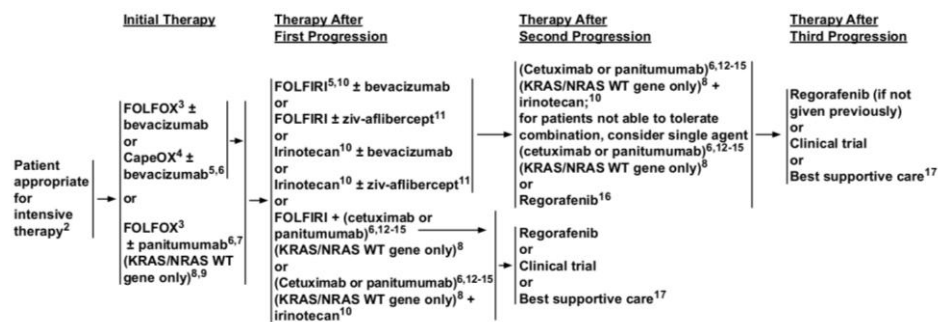 Initial Therapy
Therapy After
First Progression
Therapy After
Second Progression
Therapy After
Third Progression
Patient
appropriate
for
intensive
therapy2
FOLFOX3 ±
bevacizumab
or
CapeOX4 ±
bevacizumab5,6
or
FOLFOX3
± panitumumab6,7
(KRAS/NRAS WT
gene only)8,9
FOLFIRI5,10 ± bevacizumab
or
FOLFIRI ± ziv-aflibercept11
or
Irinotecan10 ± bevacizumab
or
Irinotecan10 ± ziv-aflibercept11
or
FOLFIRI + (cetuximab or
panitumumab)6,12-15
(KRAS/NRAS WT gene only)8
or
(Cetuximab or panitumumab)6,12-15
(KRAS/NRAS WT gene only)8 +
irinotecan10
(Cetuximab or panitumumab)6,12-15
(KRAS/NRAS WT gene only)8 +
irinotecan;10
for patients not able to tolerate
combination, consider single agent
(cetuximab or panitumumab)6,12-15
(KRAS/NRAS WT gene only)8
or
Regorafenib16
Regorafenib
or
Clinical trial
or
Best supportive care17
Regorafenib (if not
given previously)
or
Clinical trial
or
Best supportive care17